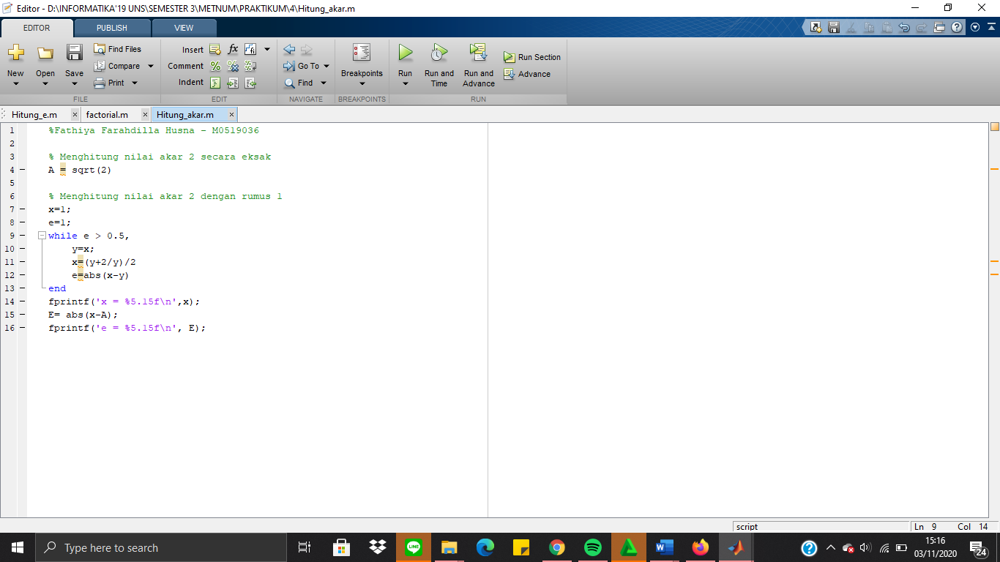 Editor - D:\INFORMATIKA'19 UNS\SEMESTER 3\METNUM\PRAKTIKUM\4\Hitung_akar.m
EDITOR PUBLISH VIEW
New Open Save Find Files Compare Print
FILE
Insert fx
Comment
Indent
EDIT
Go To
Find
NAVIGATE
Breakpoints
BREAKPOINTS
Run Run and Time Run and Advance Run Section Advance
RUN
Hitung_e.m × factorial.m × Hitung_akar.m ×
1 %Fathiya Farahdilla Husna - M0519036
2
3 % Menghitung nilai akar 2 secara eksak
4 - A = sqrt(2)
5
6 % Menghitung nilai akar 2 dengan rumus 1
7 - x=1;
8 - e=1;
9 - while e > 0.5,
10 - y=x;
11 - x=(y+2/y)/2
12 - e=abs(x-y)
13 - end
14 - fprintf('x = %5.15f\n',x);
15 - E= abs(x-A);
16 - fprintf('e = %5.15f\n', E);
script Ln 9 Col 14
Type here to search
LINE
15:16
03/11/2020
24